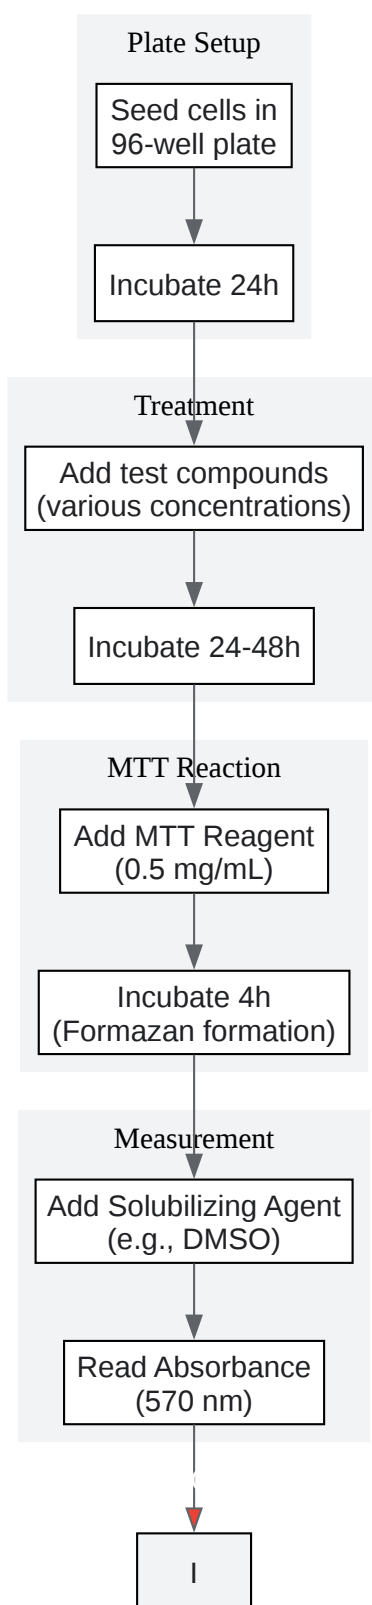 Plate Setup
Seed cells in
96-well plate
Incubate 24h
Treatment
Add test compounds
(various concentrations)
Incubate 24-48h
MTT Reaction
Add MTT Reagent
(0.5 mg/mL)
Incubate 4h
(Formazan formation)
Measurement
Add Solubilizing Agent
(e.g., DMSO)
Read Absorbance
(570 nm)
I